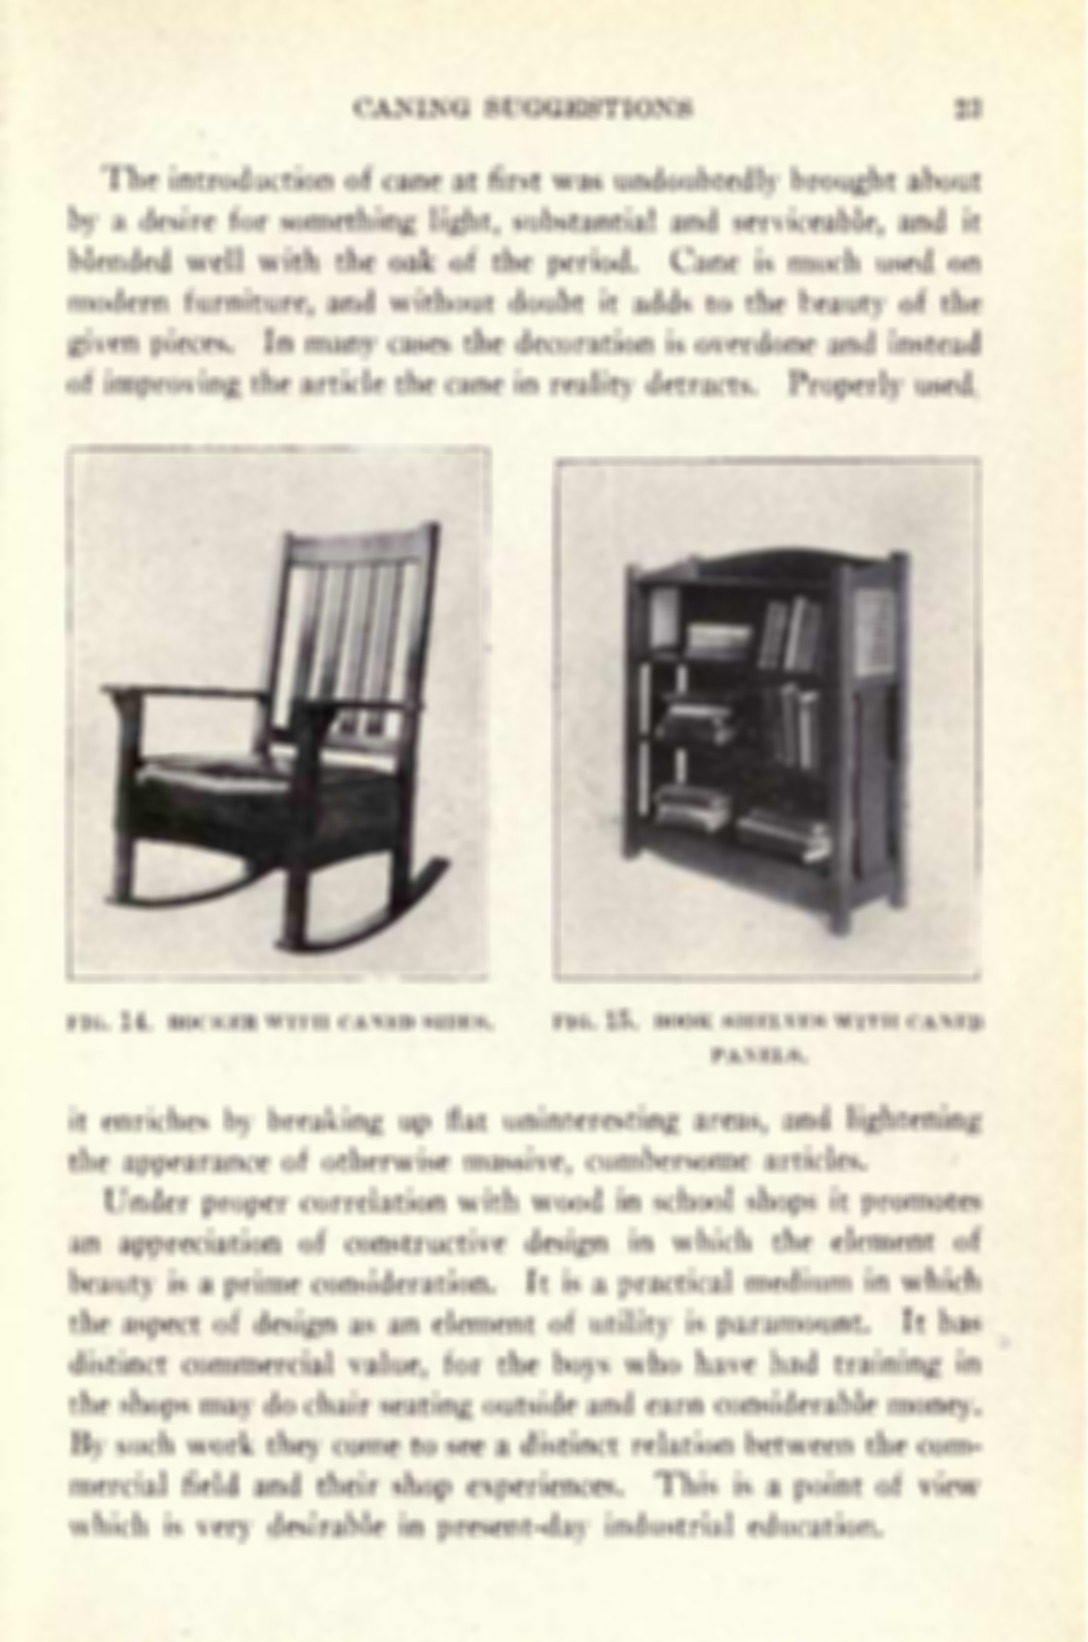 CANING SUGGESTIONS 23
The introduction of cane at first was undoubtedly brought about
by a desire for something light, substantial and serviceable, and it
blended well with the oak of the period. Cane is much used on
modern furniture, and without doubt it adds to the beauty of the
given pieces. In many cases the decoration is overdone and instead
of improving the article the cane in reality detracts. Properly used,
FIG. 14. ROCKER WITH CANED SIDES.
FIG. 15. BOOK SHELVES WITH CANED
PANELS.
it enriches by breaking up flat uninteresting areas, and lightening
the appearance of otherwise massive, cumbersome articles.
Under proper correlation with wood in school shops it promotes
an appreciation of constructive design in which the element of
beauty is a prime consideration. It is a practical medium in which
the aspect of design as an element of utility is paramount. It has
distinct commercial value, for the boys who have had training in
the shops may do chair seating outside and earn considerable money.
By such work they come to see a distinct relation between the com-
mercial field and their shop experiences. This is a point of view
which is very desirable in present-day industrial education.